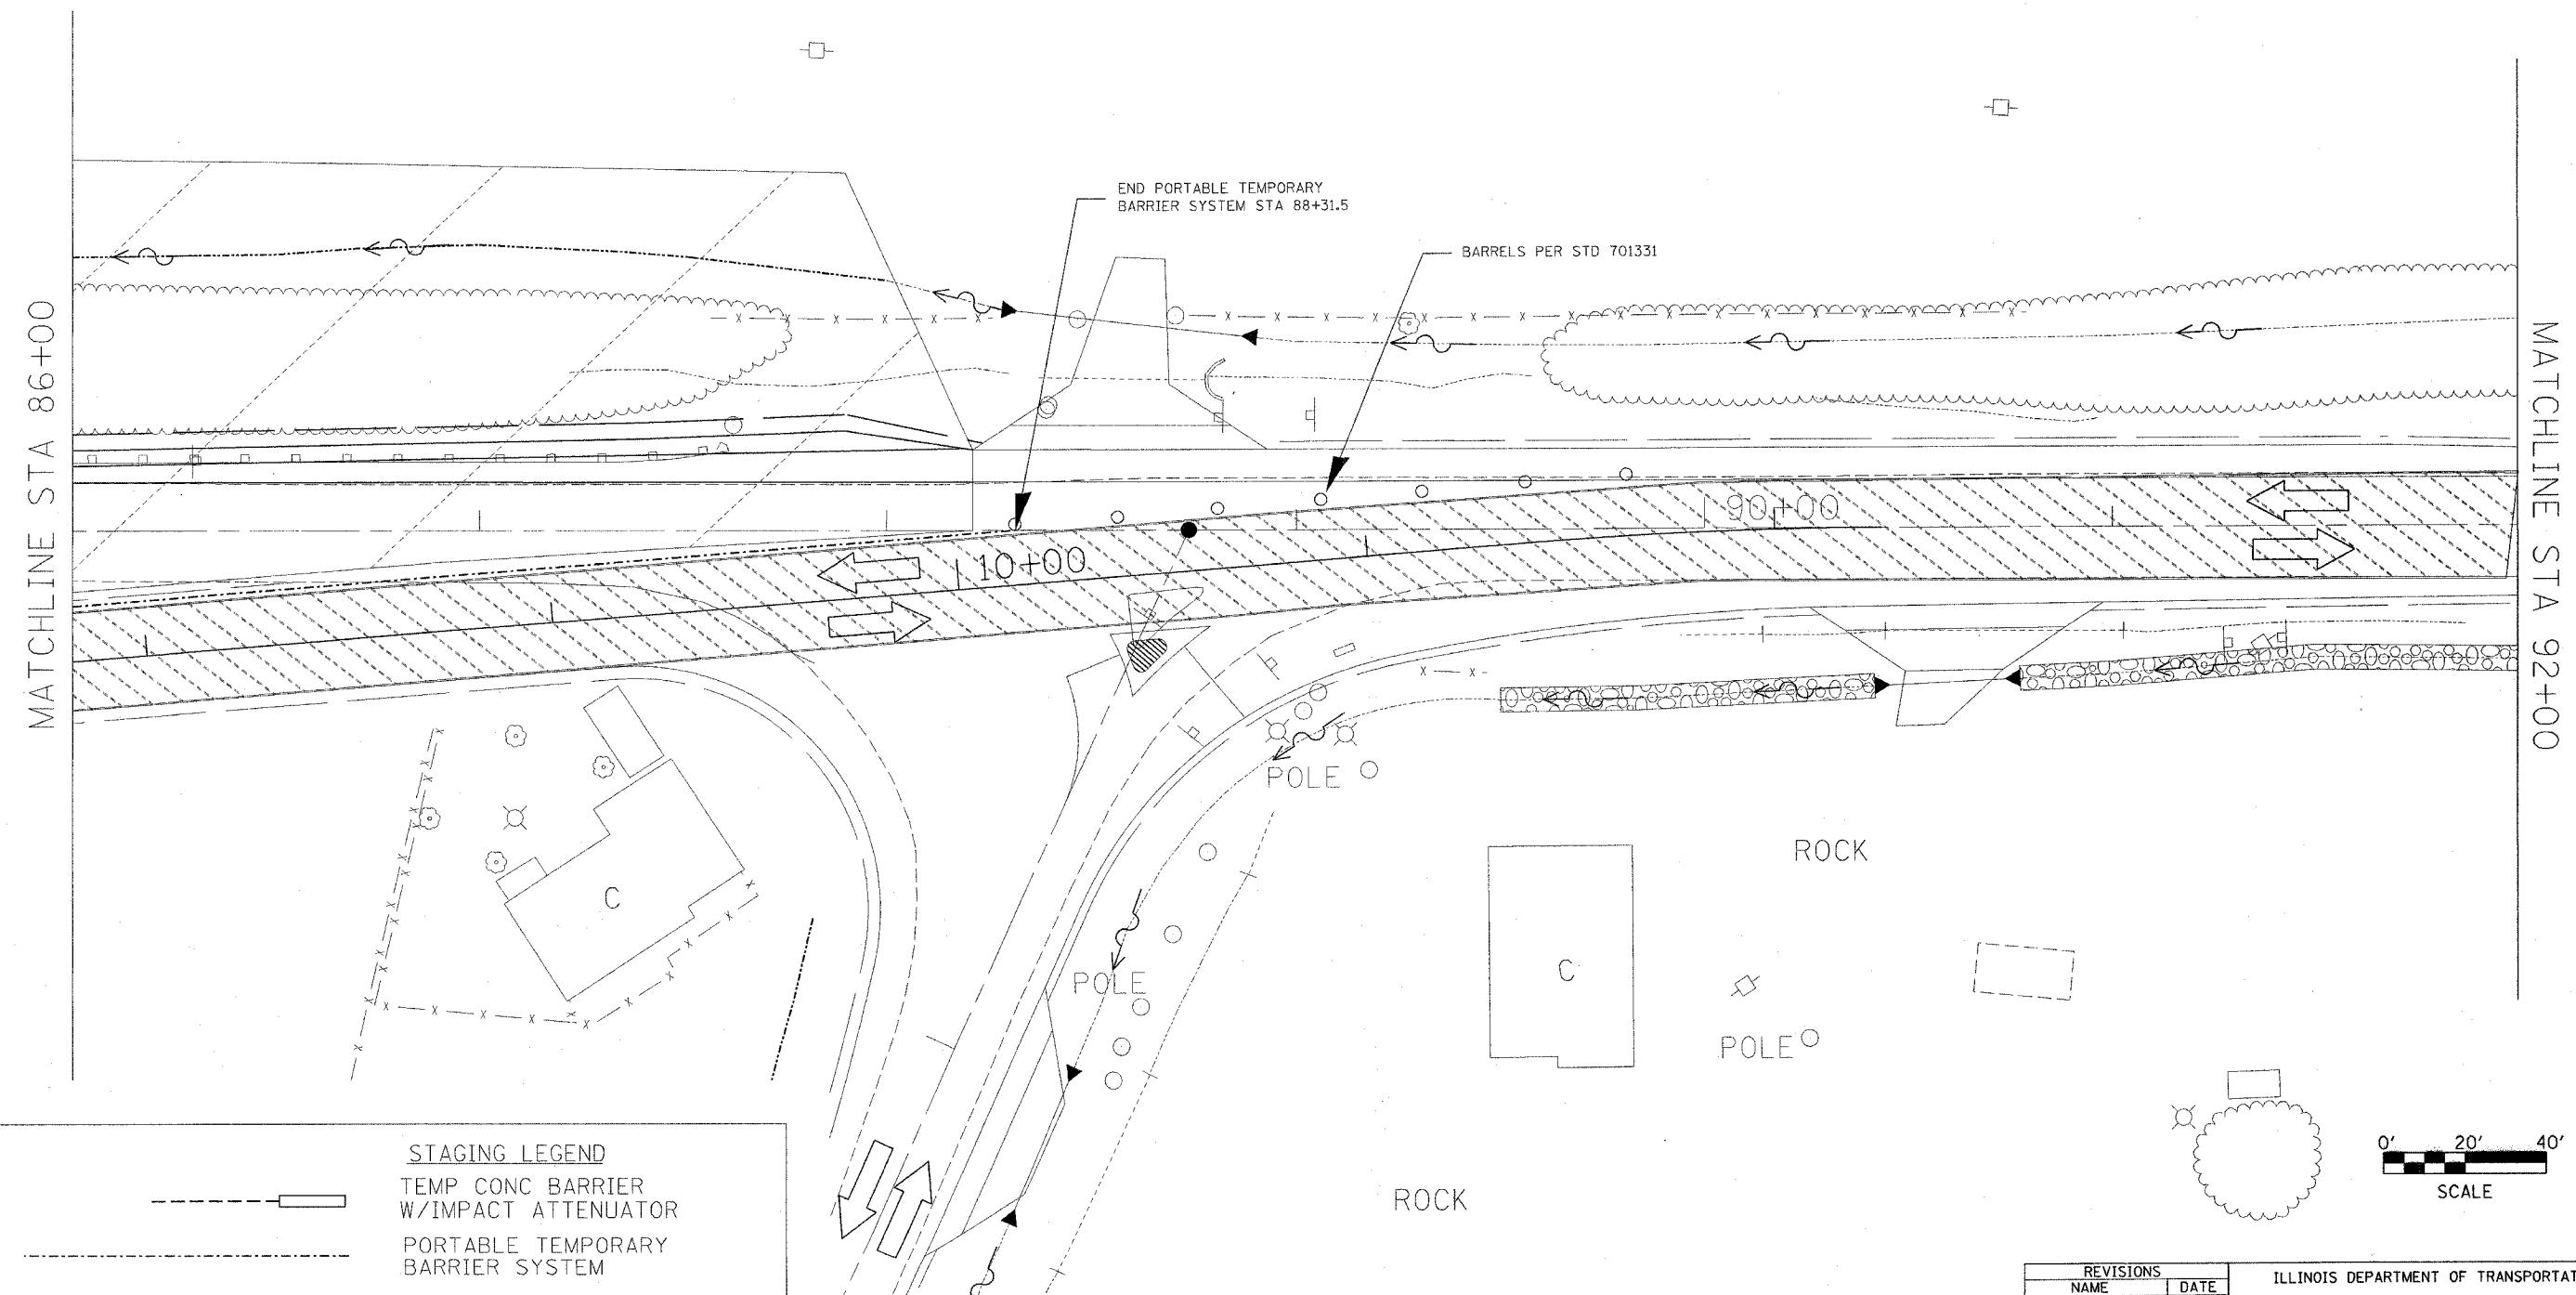 END PORTABLE TEMPORARY
BARRIER SYSTEM STA 88+31.5
BARRELS PER STD 701331
MATCHLINE STA 86+00
MATCHLINE STA 92+00
90+00
10+00
POLE
ROCK
C
C
POLE
POLE
ROCK
STAGING LEGEND
TEMP CONC BARRIER
W/IMPACT ATTENUATOR
PORTABLE TEMPORARY
BARRIER SYSTEM
0' 20' 40'
SCALE
REVISIONS
NAME DATE
ILLINOIS DEPARTMENT OF TRANSPORTAT